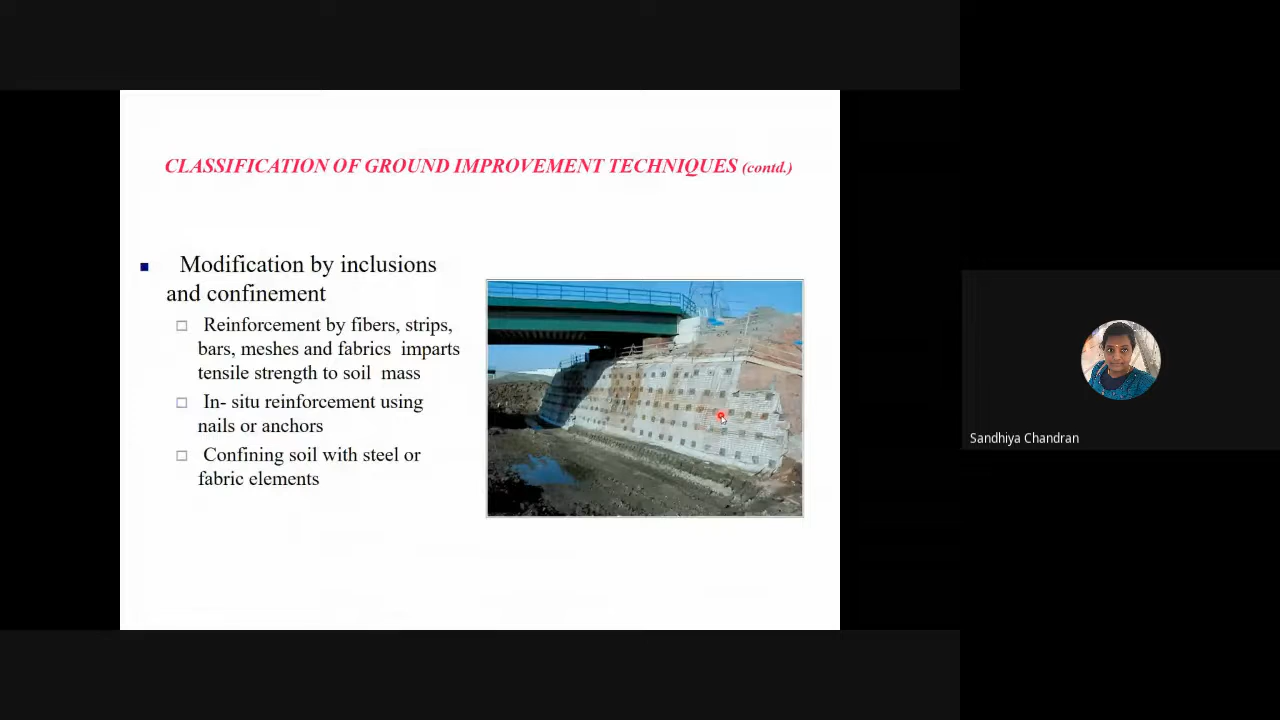 CLASSIFICATION OF GROUND IMPROVEMENT TECHNIQUES (contd.)
Modification by inclusions
and confinement
Reinforcement by fibers, strips,
bars, meshes and fabrics imparts
tensile strength to soil mass
In- situ reinforcement using
nails or anchors
Confining soil with steel or
fabric elements
Sandhiya Chandran